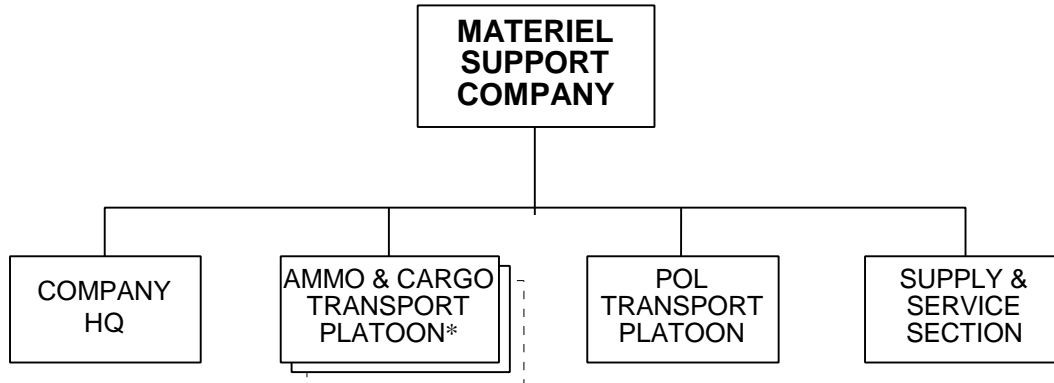 MATERIEL
SUPPORT
COMPANY
COMPANY
HQ
AMMO & CARGO
TRANSPORT
PLATOON*
POL
TRANSPORT
PLATOON
SUPPLY &
SERVICE
SECTION